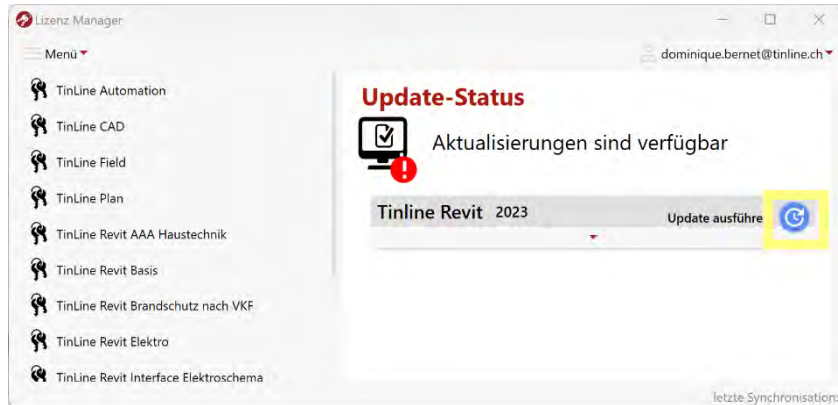 Lizenz Manager
Menü
dominique.bernet@tinline.ch
TinLine Automation
TinLine CAD
TinLine Field
TinLine Plan
TinLine Revit AAA Haustechnik
TinLine Revit Basis
TinLine Revit Brandschutz nach VKF
TinLine Revit Elektro
TinLine Revit Interface Elektroschema
Update-Status
Aktualisierungen sind verfügbar
Tinline Revit 2023
Update ausführe
letzte Synchronisation